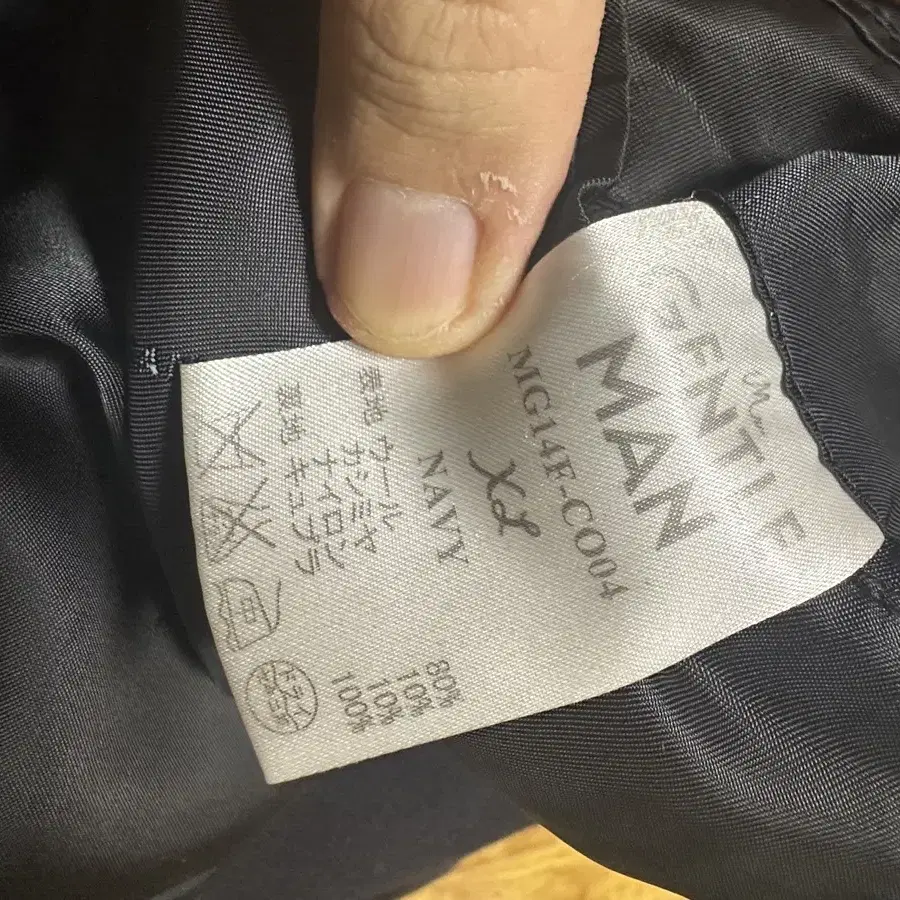 Mr.
GENTLE
MAN
MG14F-CO04
XL
NAVY
表地 ウール 80%
カシミヤ 10%
ナイロン 10%
裏地 キュプラ 100%
ドライ